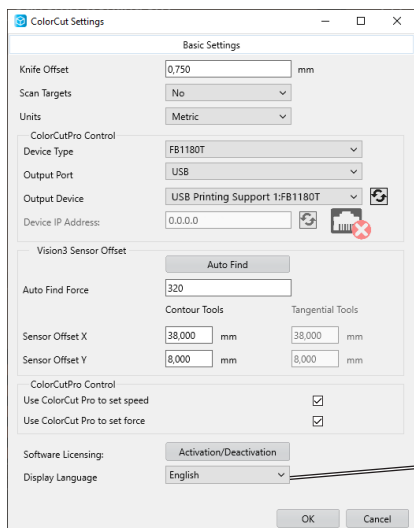 ColorCut Settings
Basic Settings
Knife Offset 0,750 mm
Scan Targets No
Units Metric
ColorCutPro Control
Device Type FB1180T
Output Port USB
Output Device USB Printing Support 1:FB1180T
Device IP Address: 0.0.0.0
Vision3 Sensor Offset
Auto Find
Auto Find Force 320
Contour Tools Tangential Tools
Sensor Offset X 38,000 mm 38,000 mm
Sensor Offset Y 8,000 mm 8,000 mm
ColorCutPro Control
Use ColorCut Pro to set speed
Use ColorCut Pro to set force
Software Licensing: Activation/Deactivation
Display Language English
OK Cancel